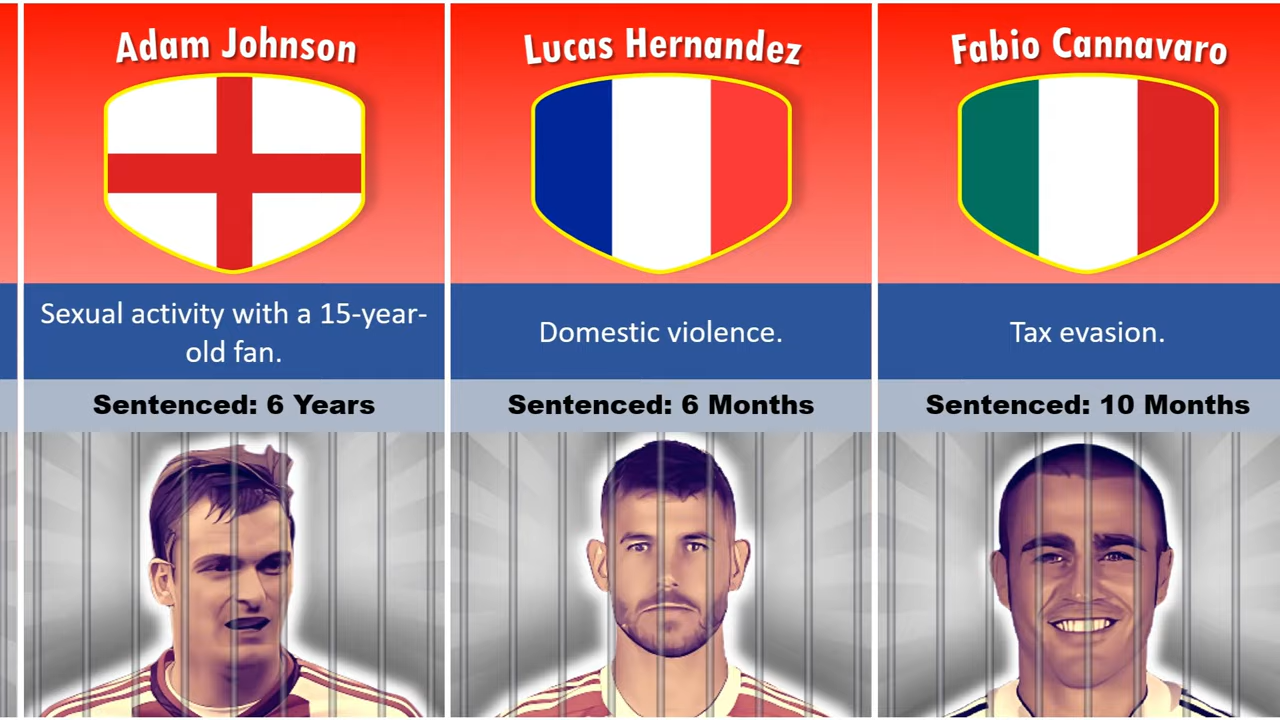 Adam Johnson
Sexual activity with a 15-year-
old fan.
Sentenced: 6 Years
Lucas Hernandez
Domestic violence.
Sentenced: 6 Months
Fabio Cannavaro
Tax evasion.
Sentenced: 10 Months